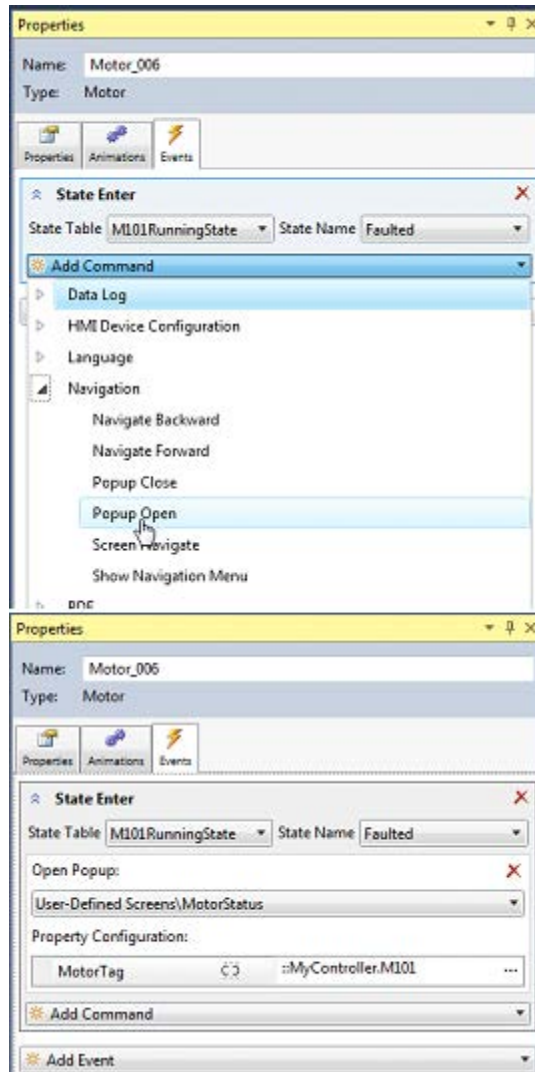 Properties
Name: Motor_006
Type: Motor
Properties Animations Events
State Enter
State Table M101RunningState State Name Faulted
Add Command
Data Log
HMI Device Configuration
Language
Navigation
Navigate Backward
Navigate Forward
Popup Close
Popup Open
Screen Navigate
Show Navigation Menu
PDF
Properties
Name: Motor_006
Type: Motor
Properties Animations Events
State Enter
State Table M101RunningState State Name Faulted
Open Popup:
User-Defined Screens\MotorStatus
Property Configuration:
MotorTag ::MyController.M101 ...
Add Command
Add Event